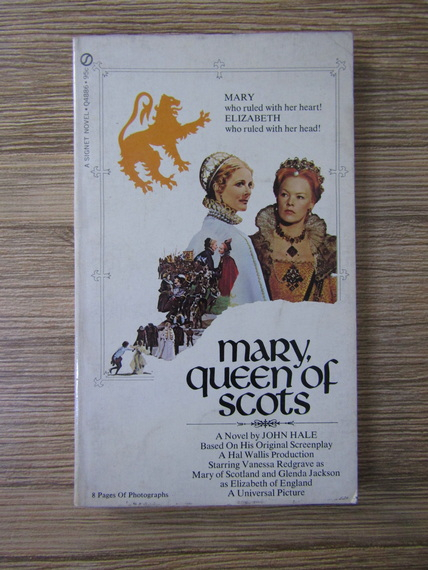 A SIGNET NOVEL • Q4886 • 95c
MARY
who ruled with her heart!
ELIZABETH
who ruled with her head!
mary,
queen of
scots
A Novel by JOHN HALE
Based On His Original Screenplay
A Hal Wallis Production
Starring Vanessa Redgrave as
Mary of Scotland and Glenda Jackson
as Elizabeth of England
A Universal Picture
8 Pages Of Photographs